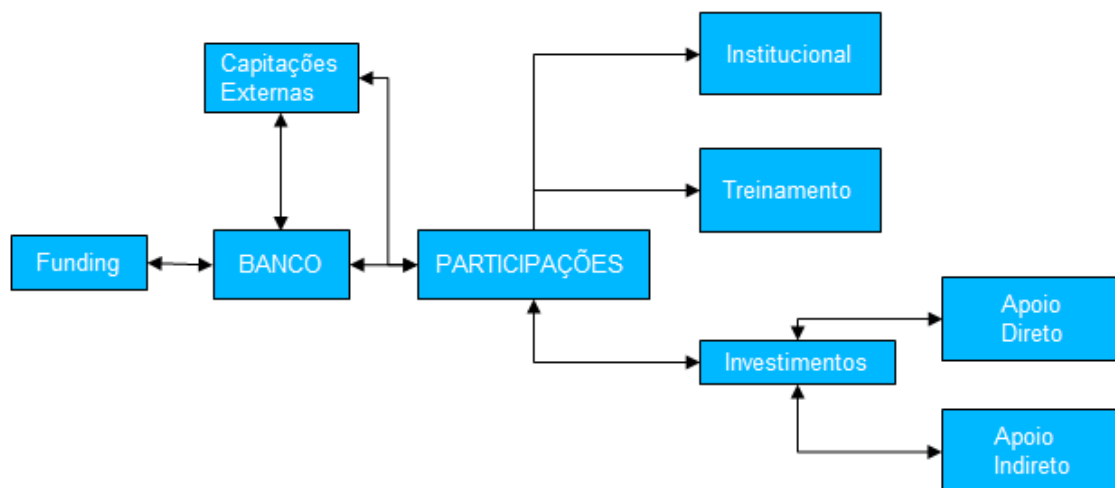 Capitações
Externas
Institucional
Treinamento
Funding
BANCO
PARTICIPAÇÕES
Apoio
Direto
Investimentos
Apoio
Indireto